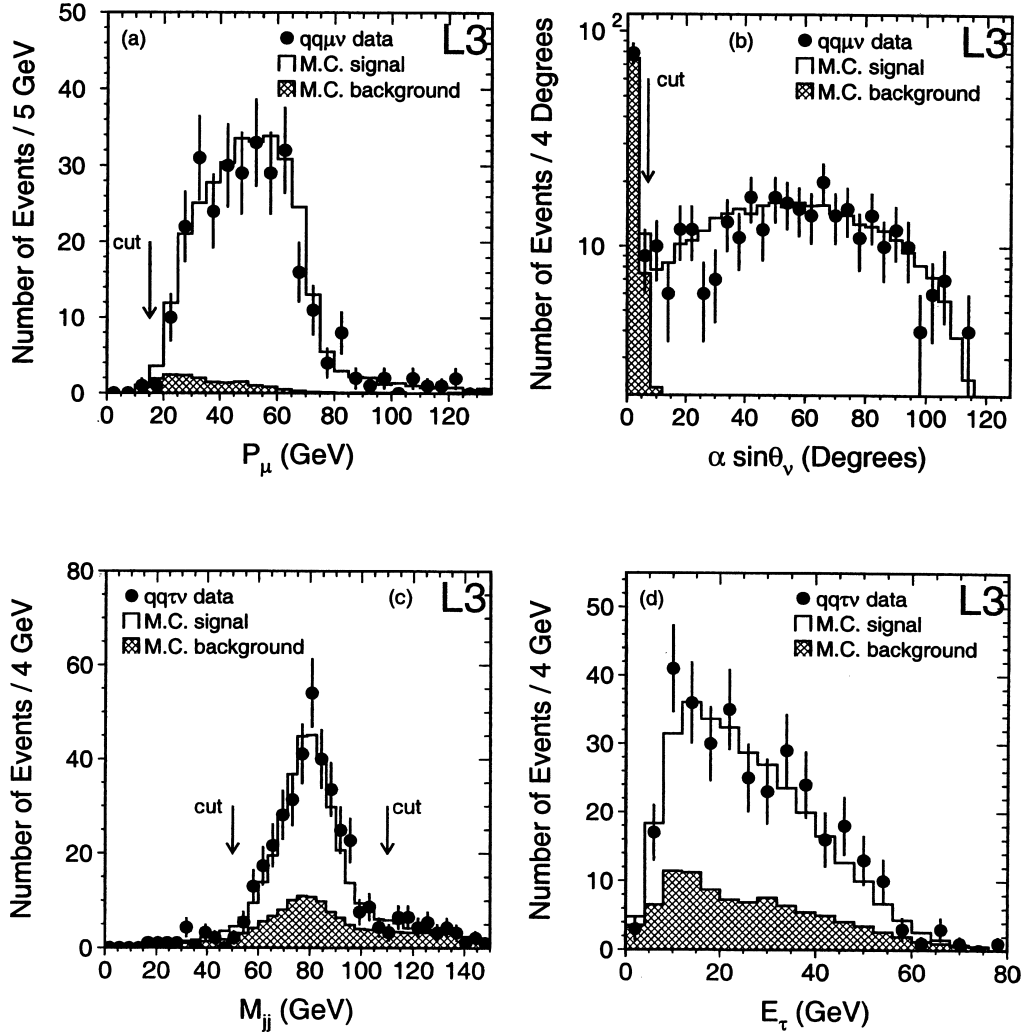 (a)
L3
qqμν data
M.C. signal
M.C. background
cut
Number of Events / 5 GeV
50
40
30
20
10
0
0 20 40 60 80 100 120
Pμ (GeV)
(b)
L3
qqμν data
M.C. signal
M.C. background
cut
Number of Events / 4 Degrees
10²
10
0 20 40 60 80 100 120
α sinθν (Degrees)
(c)
L3
qqτν data
M.C. signal
M.C. background
cut
cut
Number of Events / 4 GeV
80
60
40
20
0
0 20 40 60 80 100 120 140
Mjj (GeV)
(d)
L3
qqτν data
M.C. signal
M.C. background
Number of Events / 4 GeV
50
40
30
20
10
0
0 20 40 60 80
Eτ (GeV)